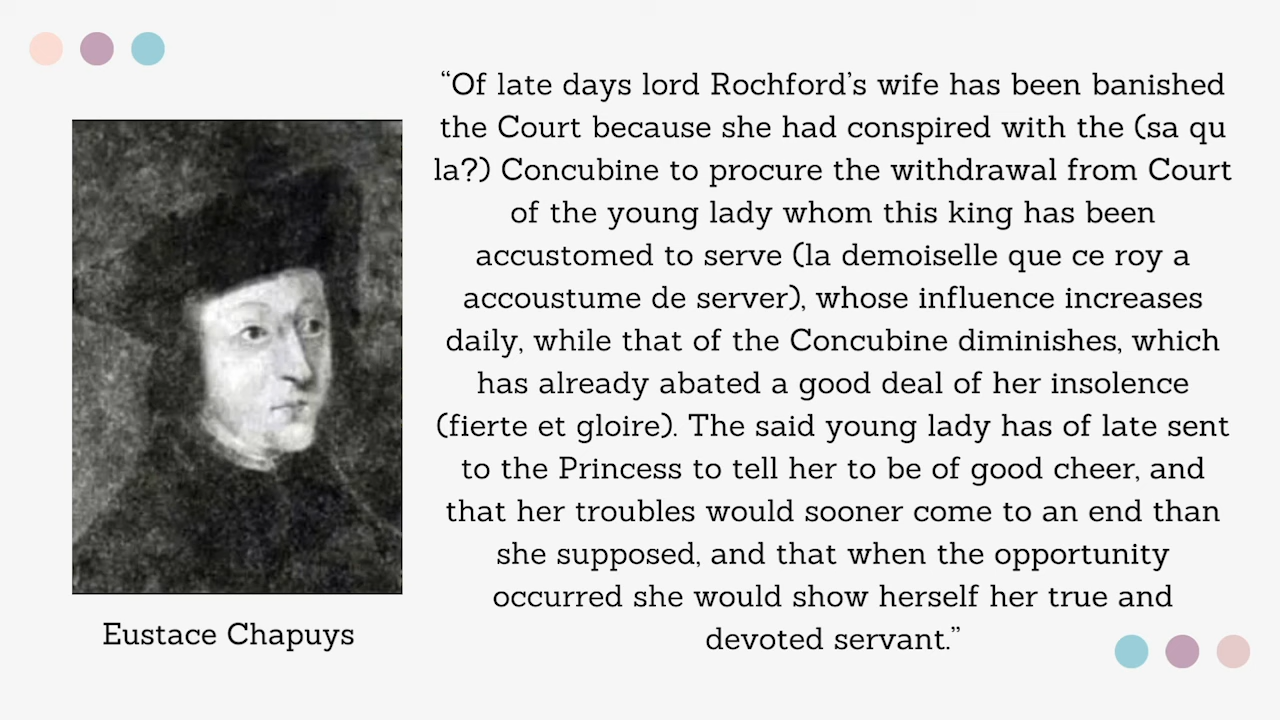 “Of late days lord Rochford’s wife has been banished
the Court because she had conspired with the (sa qu
la?) Concubine to procure the withdrawal from Court
of the young lady whom this king has been
accustomed to serve (la demoiselle que ce roy a
accoustume de server), whose influence increases
daily, while that of the Concubine diminishes, which
has already abated a good deal of her insolence
(fierte et gloire). The said young lady has of late sent
to the Princess to tell her to be of good cheer, and
that her troubles would sooner come to an end than
she supposed, and that when the opportunity
occurred she would show herself her true and
devoted servant.”
Eustace Chapuys